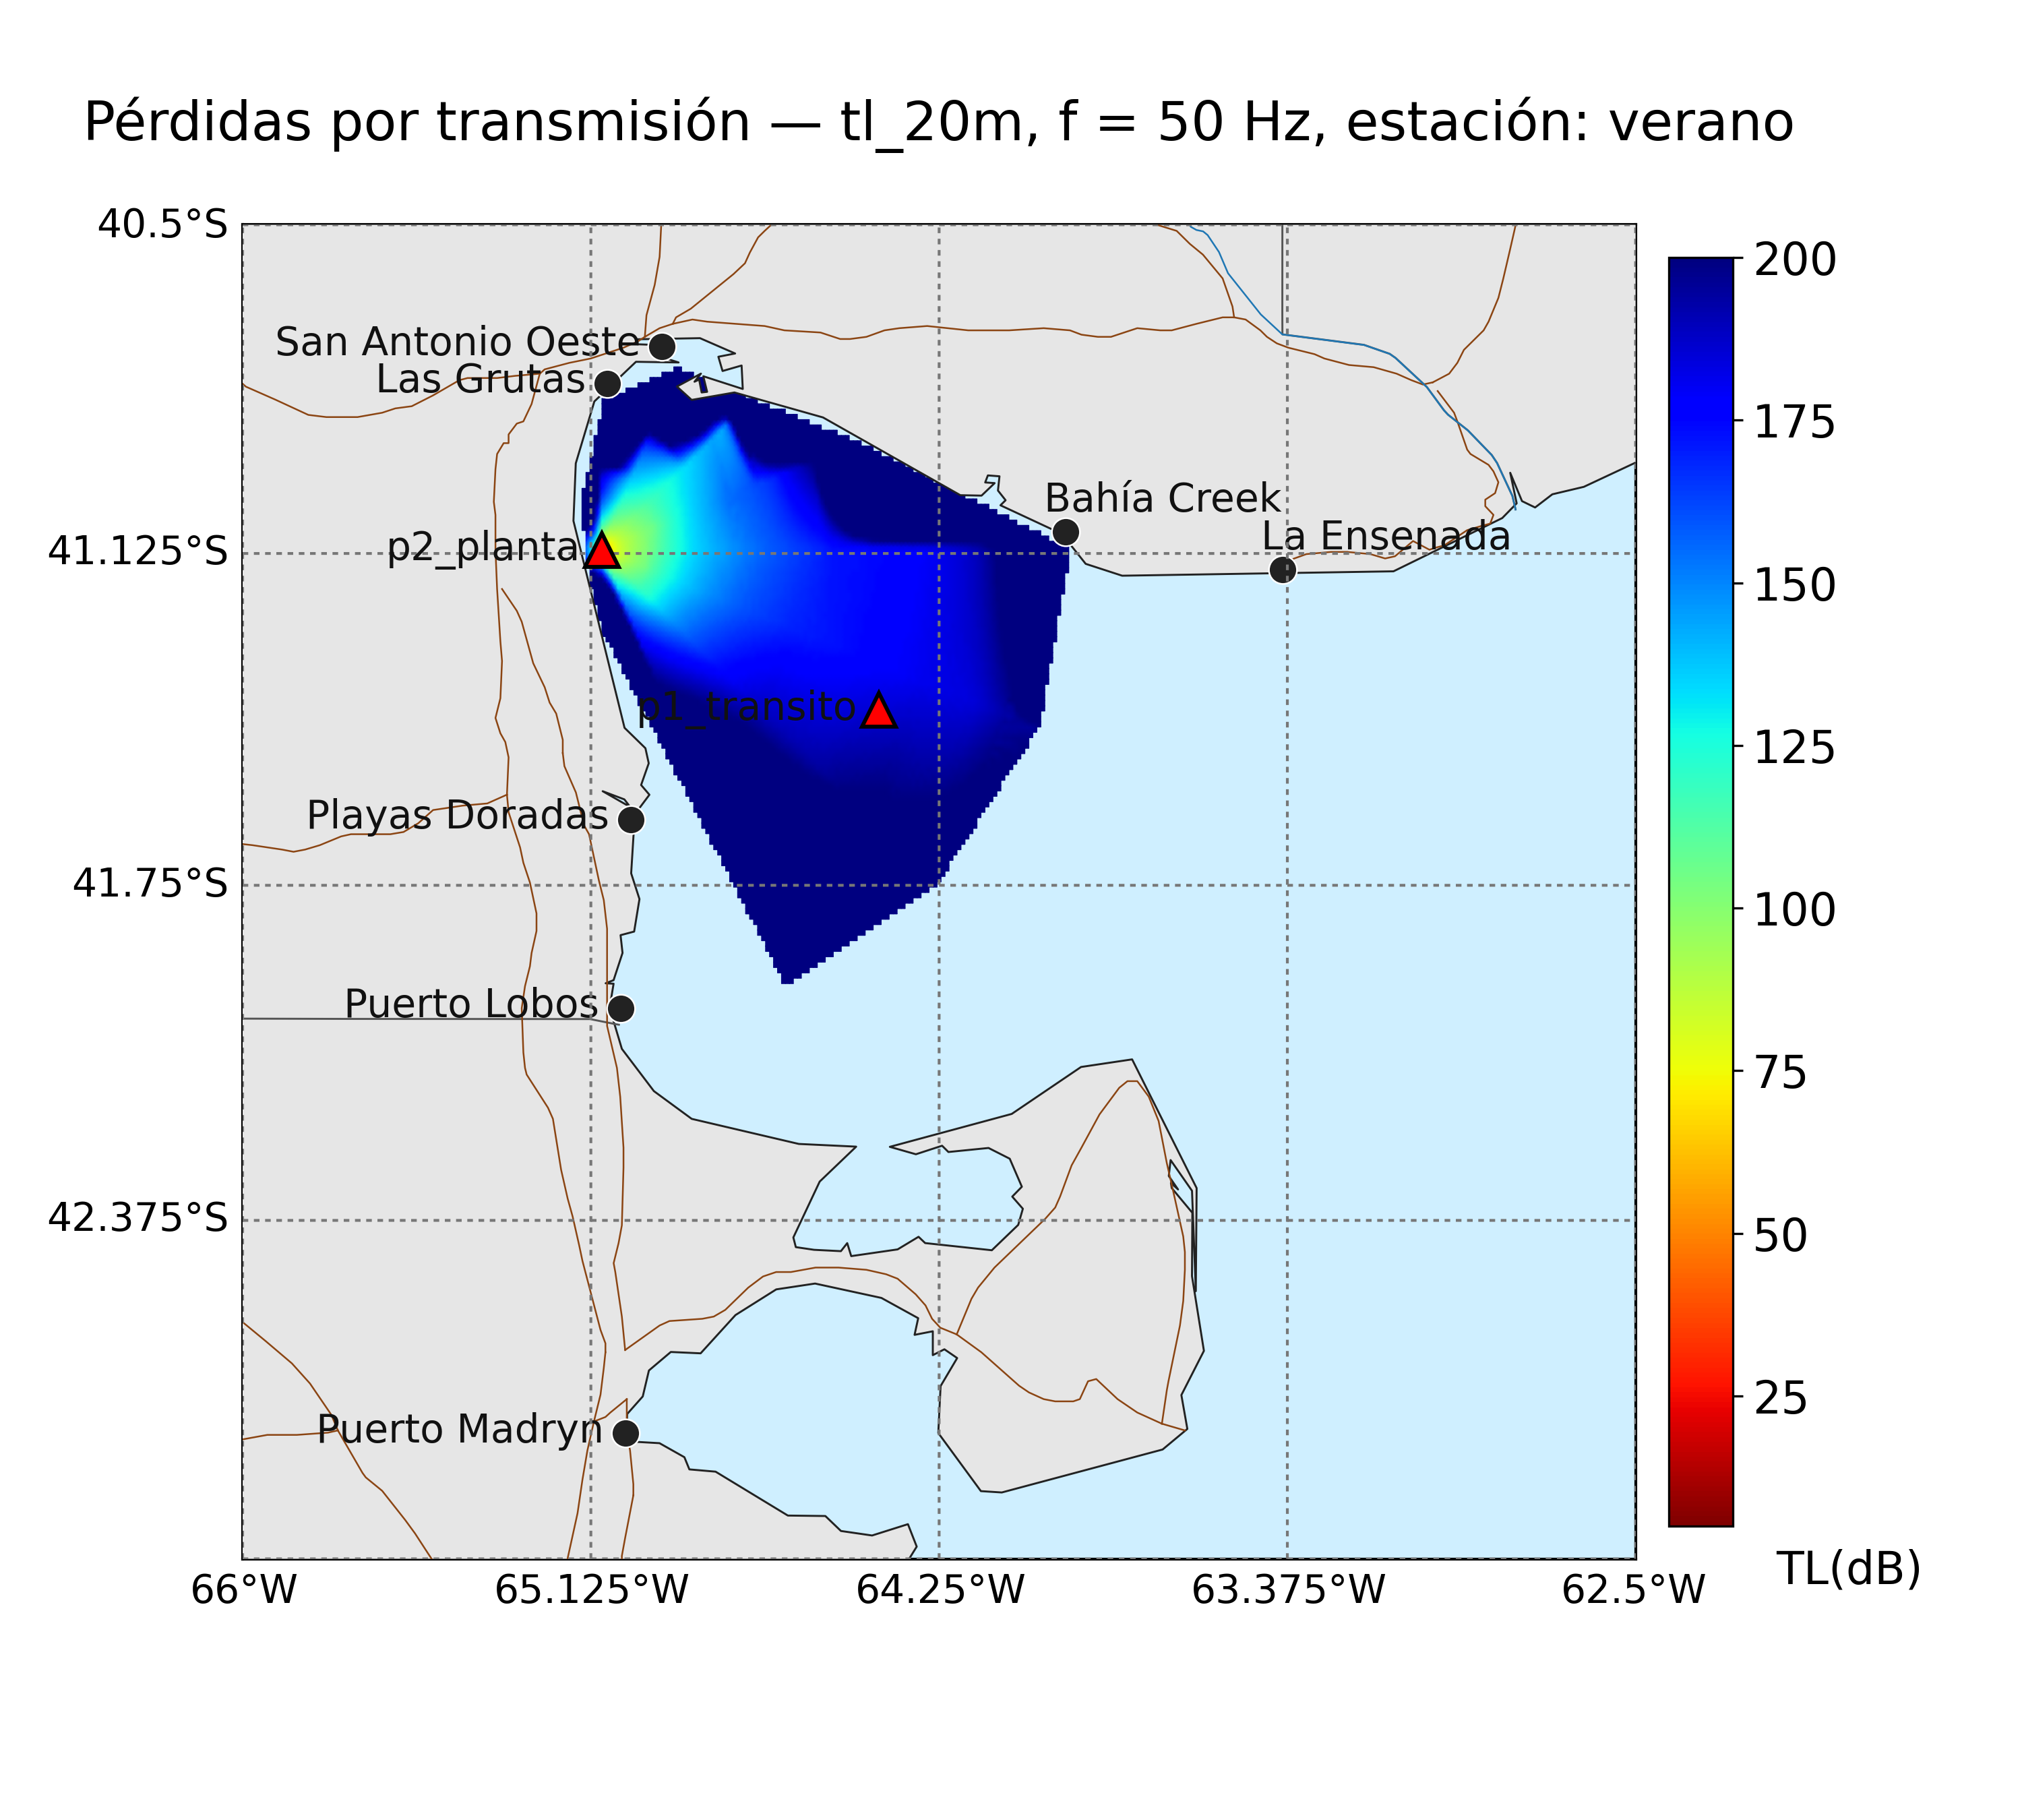 Pérdidas por transmisión — tl_20m, f = 50 Hz, estación: verano
40.5°S
200
San Antonio Oeste
Las Grutas
175
Bahía Creek
La Ensenada
p2_planta
41.125°S
150
p1_transito
125
Playas Doradas
41.75°S
100
Puerto Lobos
75
42.375°S
50
25
Puerto Madryn
TL(dB)
66°W
65.125°W
64.25°W
63.375°W
62.5°W